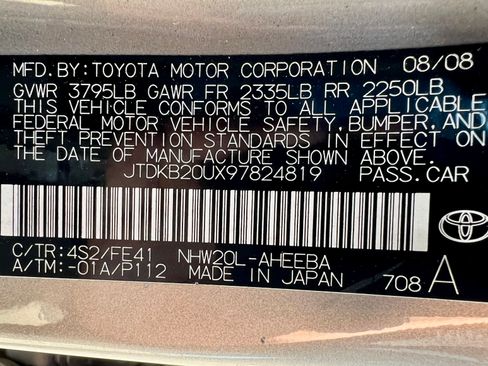 MFD.BY:TOYOTA MOTOR CORPORATION 08/08
GVWR 3795LB GAWR FR 2335LB RR 2250LB
THIS VEHICLE CONFORMS TO ALL APPLICABLE
FEDERAL MOTOR VEHICLE SAFETY,BUMPER,AND
THEFT PREVENTION STANDARDS IN EFFECT ON
THE DATE OF MANUFACTURE SHOWN ABOVE.
JTDKB20UX97824819 PASS.CAR
C/TR:4S2/FE41 NHW20L-AHEEBA
A/TM:-01A/P112 MADE IN JAPAN 708 A